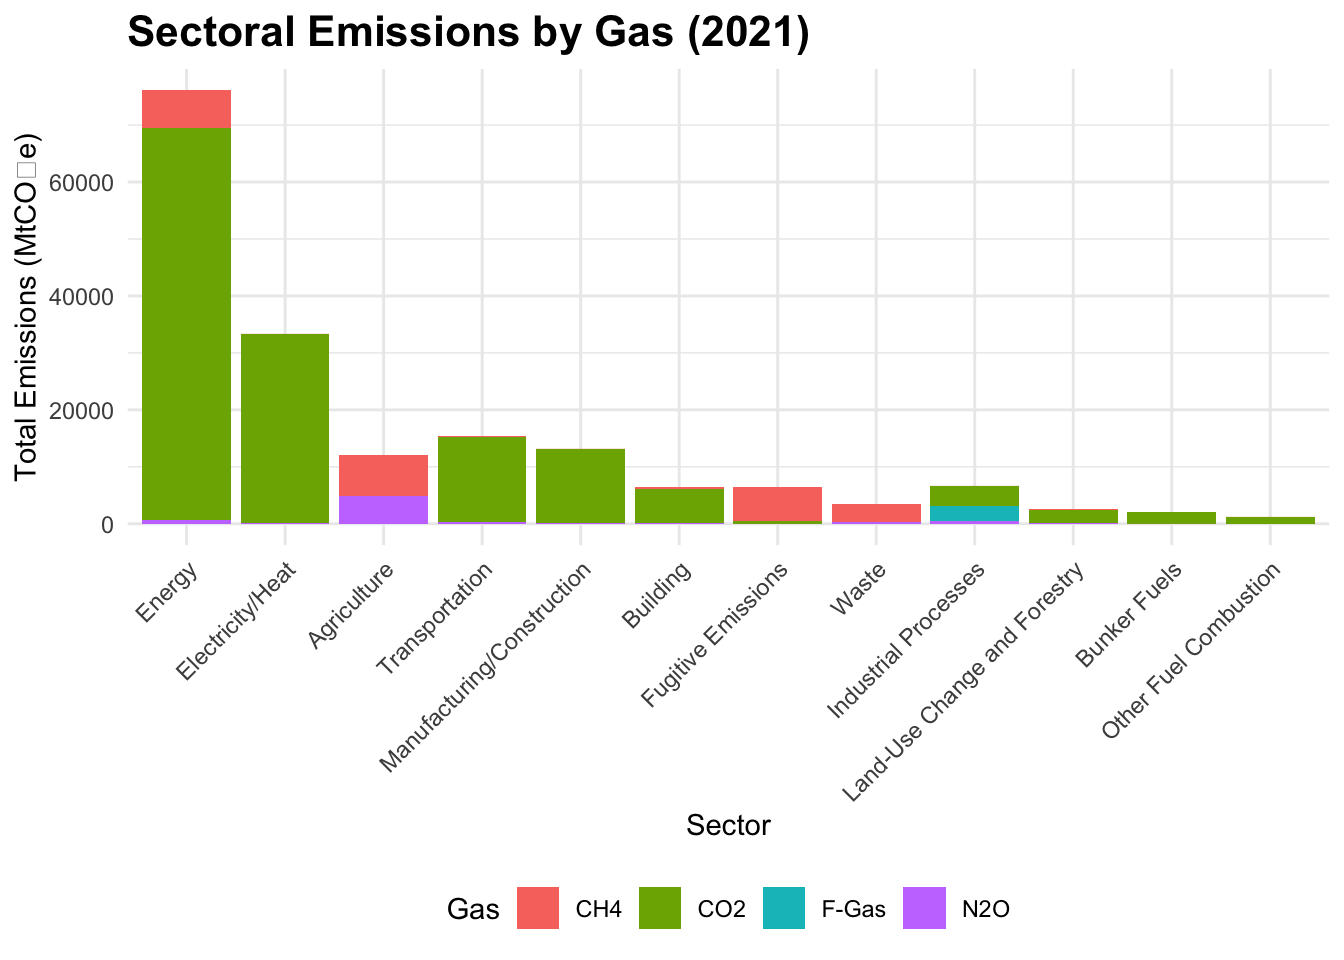 Sectoral Emissions by Gas (2021)
Total Emissions (MtCO□e)
60000
40000
20000
0
Energy
Electricity/Heat
Agriculture
Transportation
Manufacturing/Construction
Building
Fugitive Emissions
Waste
Industrial Processes
Land-Use Change and Forestry
Bunker Fuels
Other Fuel Combustion
Sector
Gas CH4 CO2 F-Gas N2O